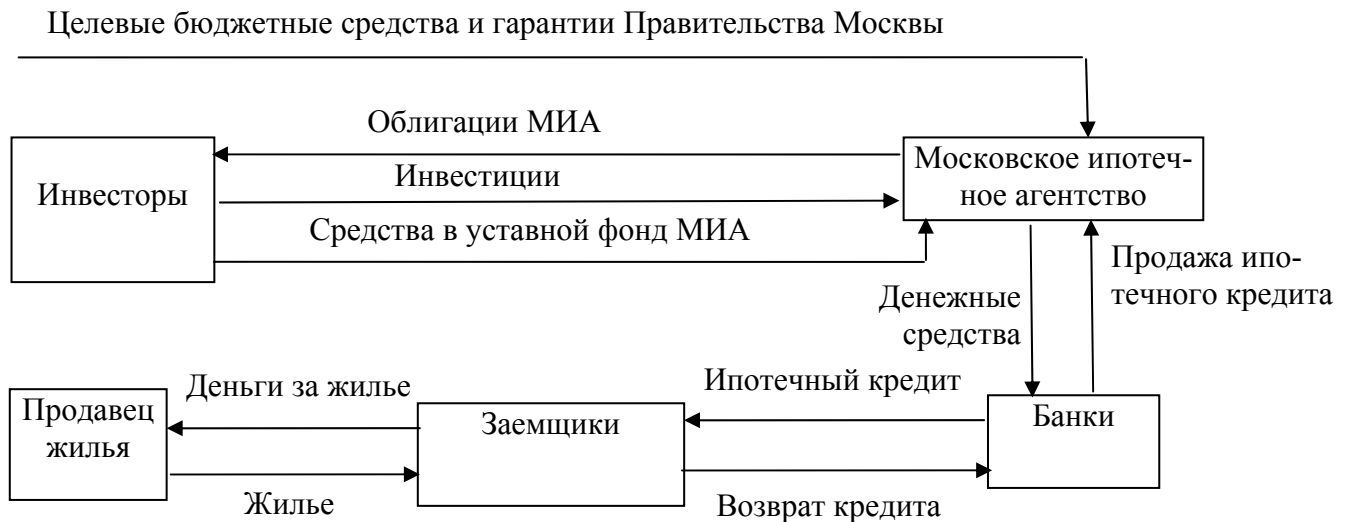 Целевые бюджетные средства и гарантии Правительства Москвы
Облигации МИА
Инвесторы
Инвестиции
Московское ипотеч-
ное агентство
Средства в уставной фонд МИА
Денежные
средства
Продажа ипо-
течного кредита
Продавец
жилья
Деньги за жилье
Заемщики
Ипотечный кредит
Банки
Жилье
Возврат кредита